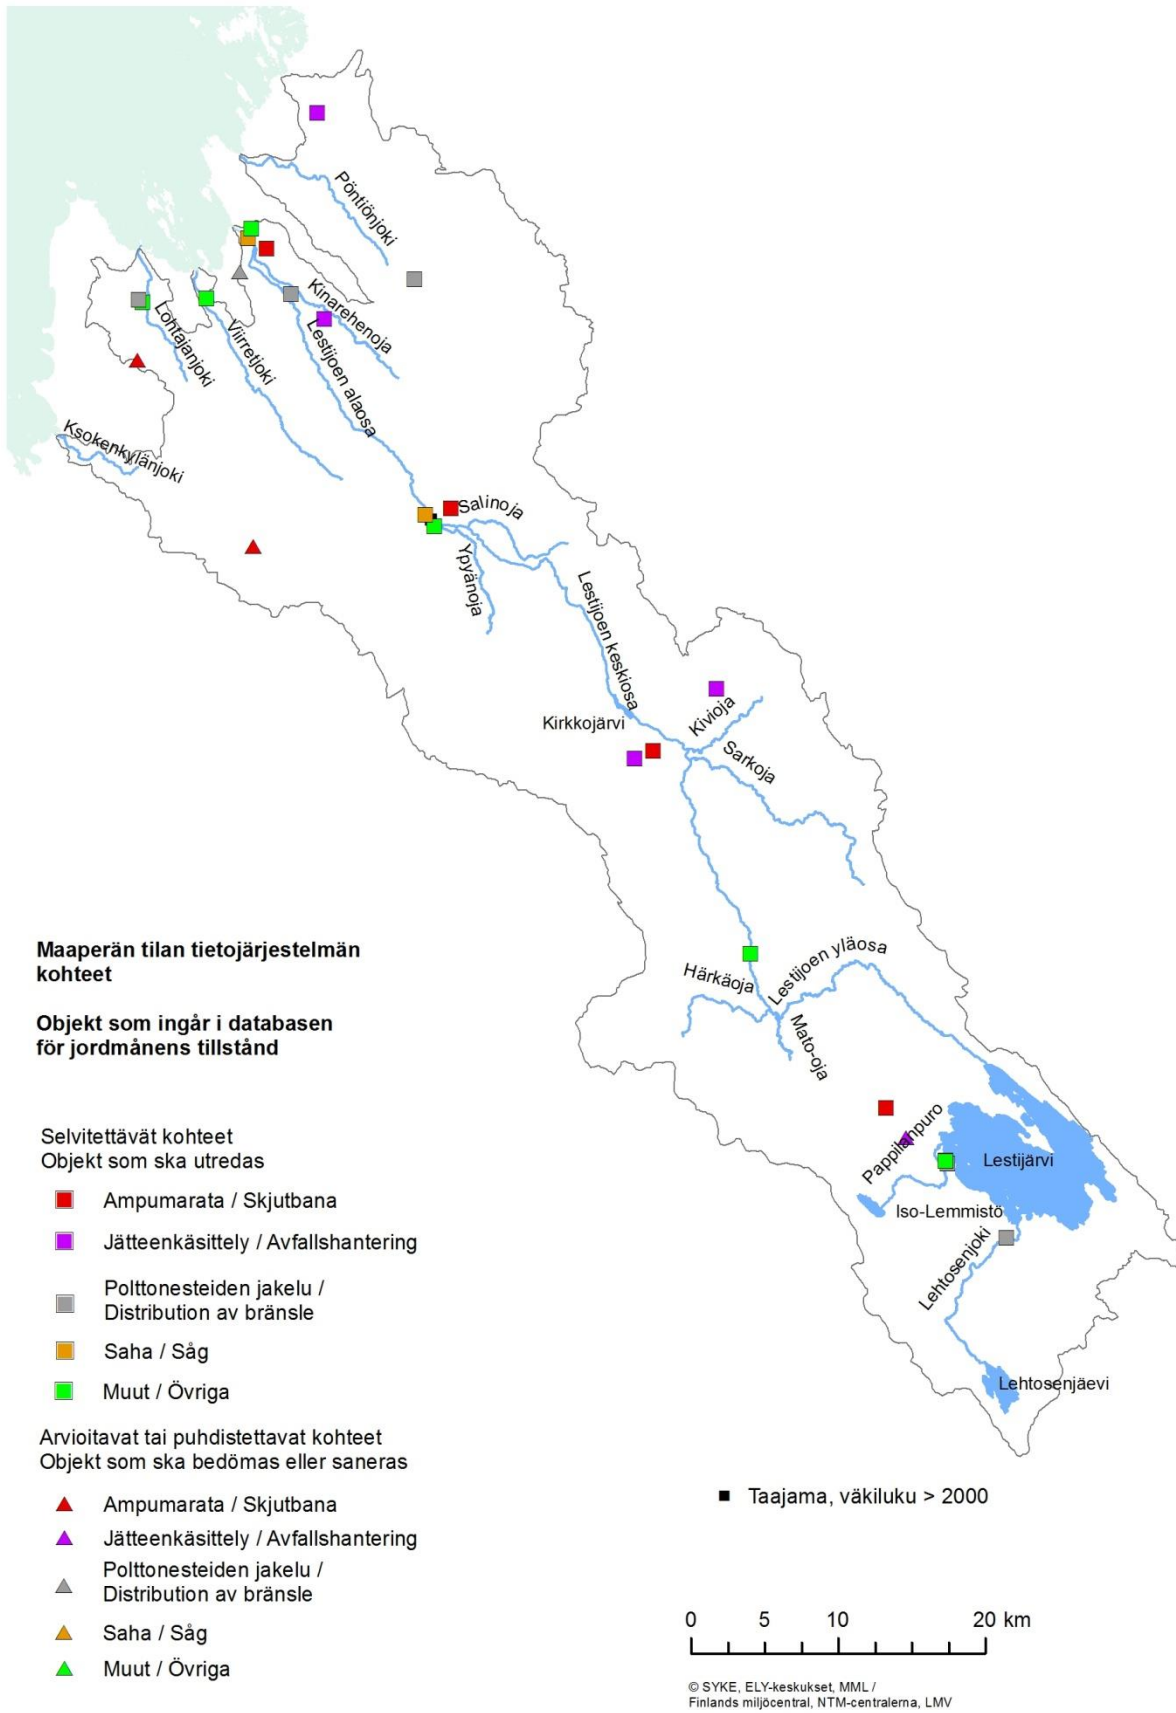 Pöntiönjoki
Kinarehenoja
Lohtajanjoki
Viirretjoki
Lestijoen alaosa
Ksokenkylänjoki
Salinoja
Ypyänoja
Lestijoen keskiosa
Kirkkojärvi
Kivioja
Sarkoja
Härkäoja
Lestijoen yläosa
Mato-oja
Pappilanpuro
Lestijärvi
Iso-Lemmistö
Lehtosenjoki
Lehtosenjäevi
Maaperän tilan tietojärjestelmän
kohteet
Objekt som ingår i databasen
för jordmånens tillstånd
Selvitettävät kohteet
Objekt som ska utredas
Ampumarata / Skjutbana
Jätteenkäsittely / Avfallshantering
Polttonesteiden jakelu /
Distribution av bränsle
Saha / Såg
Muut / Övriga
Arvioitavat tai puhdistettavat kohteet
Objekt som ska bedömas eller saneras
Ampumarata / Skjutbana
Jätteenkäsittely / Avfallshantering
Polttonesteiden jakelu /
Distribution av bränsle
Saha / Såg
Muut / Övriga
Taajama, väkiluku > 2000
0 5 10 20 km
© SYKE, ELY-keskukset, MML /
Finlands miljöcentral, NTM-centralerna, LMV